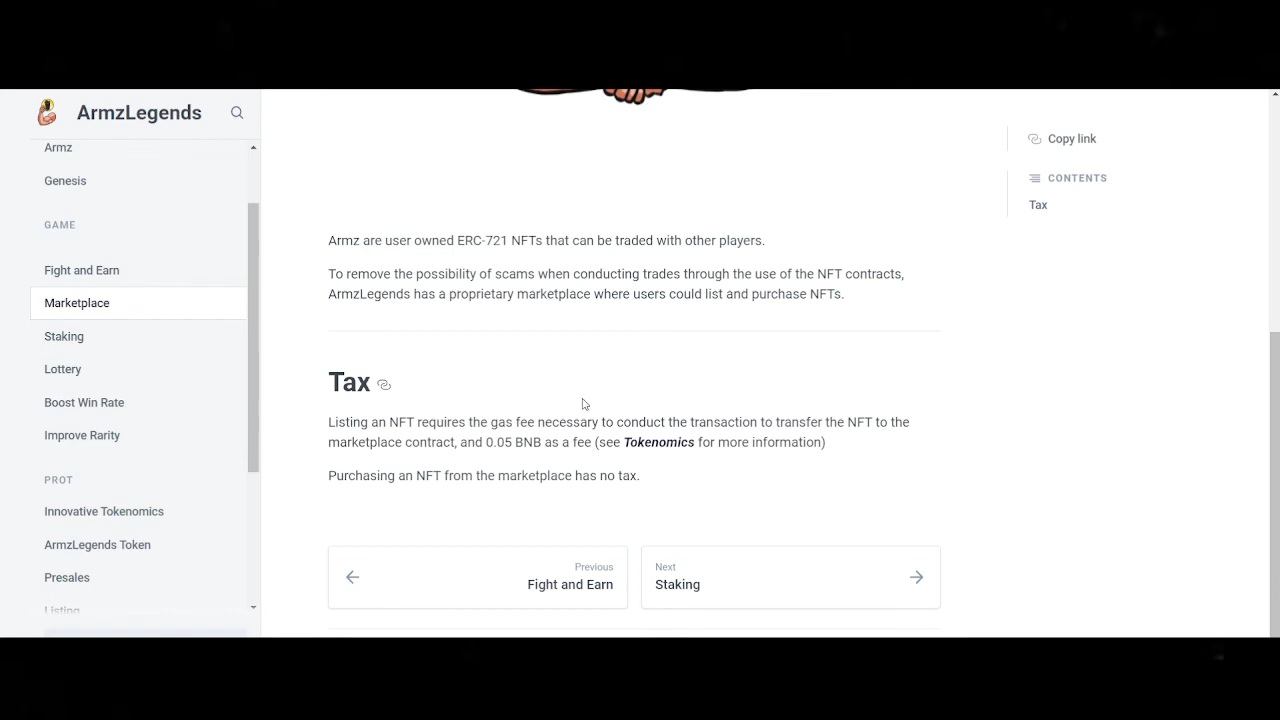 ArmzLegends
Armz
Genesis
GAME
Fight and Earn
Marketplace
Staking
Lottery
Boost Win Rate
Improve Rarity
PROT
Innovative Tokenomics
ArmzLegends Token
Presales
Listing
Armz are user owned ERC-721 NFTs that can be traded with other players.
To remove the possibility of scams when conducting trades through the use of the NFT contracts,
ArmzLegends has a proprietary marketplace where users could list and purchase NFTs.
Tax
Listing an NFT requires the gas fee necessary to conduct the transaction to transfer the NFT to the
marketplace contract, and 0.05 BNB as a fee (see Tokenomics for more information)
Purchasing an NFT from the marketplace has no tax.
Previous
Fight and Earn
Next
Staking
Copy link
CONTENTS
Tax